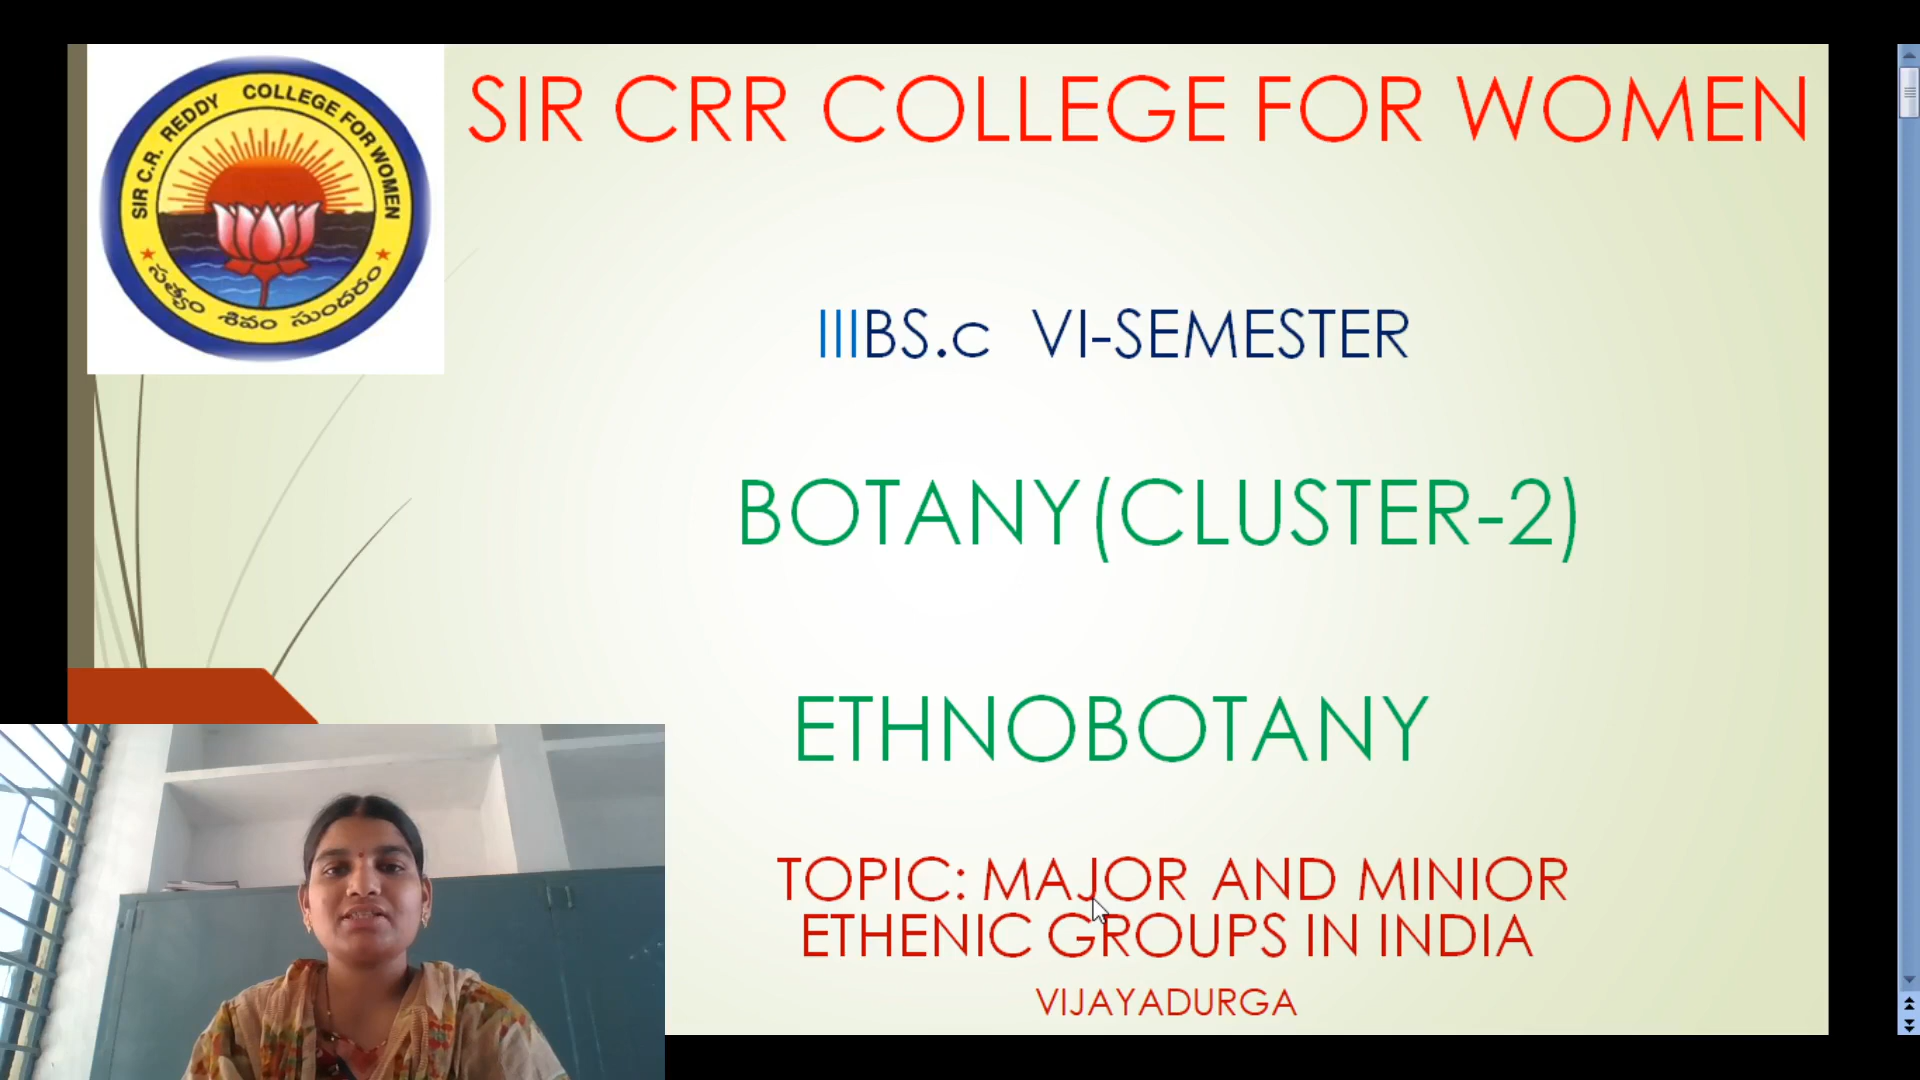 SIR C.R. REDDY COLLEGE FOR WOMEN
సత్యం శివం సుందరం
SIR CRR COLLEGE FOR WOMEN
IIIBS.c VI-SEMESTER
BOTANY(CLUSTER-2)
ETHNOBOTANY
TOPIC: MAJOR AND MINIOR
ETHENIC GROUPS IN INDIA
VIJAYADURGA